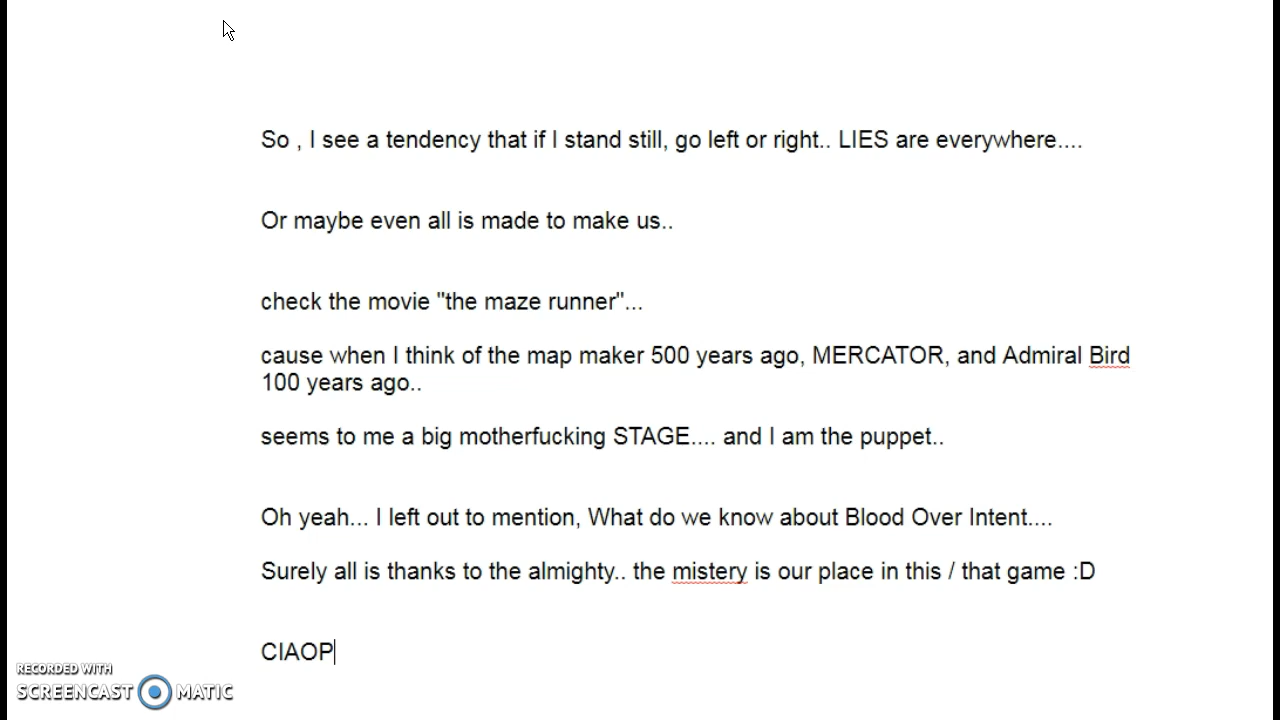 So , I see a tendency that if I stand still, go left or right.. LIES are everywhere....
Or maybe even all is made to make us..
check the movie "the maze runner"...
cause when I think of the map maker 500 years ago, MERCATOR, and Admiral Bird
100 years ago..
seems to me a big motherfucking STAGE.... and I am the puppet..
Oh yeah... I left out to mention, What do we know about Blood Over Intent....
Surely all is thanks to the almighty.. the mistery is our place in this / that game :D
CIAOP
RECORDED WITH
SCREENCAST MATIC